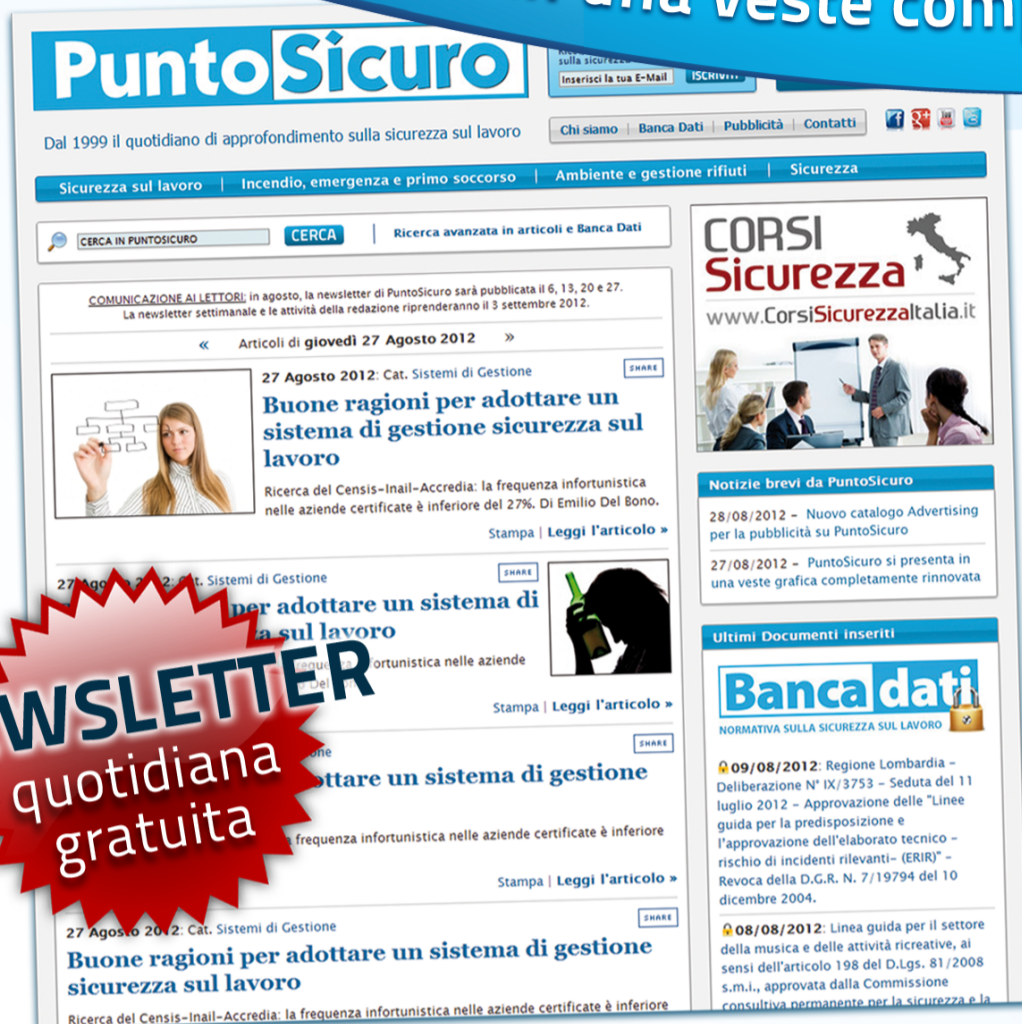 una veste com
PuntoSicuro
Dal 1999 il quotidiano di approfondimento sulla sicurezza sul lavoro
sulla sicurezza
Inserisci la tua E-Mail
ISCRIVITI
Chi siamo | Banca Dati | Pubblicità | Contatti
Sicurezza sul lavoro | Incendio, emergenza e primo soccorso | Ambiente e gestione rifiuti | Sicurezza
CERCA IN PUNTOSICURO CERCA | Ricerca avanzata in articoli e Banca Dati
COMUNICAZIONE AI LETTORI: in agosto, la newsletter di PuntoSicuro sarà pubblicata il 6, 13, 20 e 27.
La newsletter settimanale e le attività della redazione riprenderanno il 3 settembre 2012.
« Articoli di giovedì 27 Agosto 2012 »
27 Agosto 2012: Cat. Sistemi di Gestione SHARE
Buone ragioni per adottare un
sistema di gestione sicurezza sul
lavoro
Ricerca del Censis-Inail-Accredia: la frequenza infortunistica
nelle aziende certificate è inferiore del 27%. Di Emilio Del Bono.
Stampa | Leggi l'articolo »
Sistemi di Gestione SHARE
per adottare un sistema di
sul lavoro
nelle aziende
Stampa | Leggi l'articolo »
SHARE
un sistema di gestione
frequenza infortunistica nelle aziende certificate è inferiore
Stampa | Leggi l'articolo »
27 Agosto 2012: Cat. Sistemi di Gestione SHARE
Buone ragioni per adottare un sistema di gestione
sicurezza sul lavoro
Ricerca del Censis-Inail-Accredia: la frequenza infortunistica nelle aziende certificate è inferiore
WSLETTER
quotidiana
gratuita
CORSI
Sicurezza
www.CorsiSicurezzaItalia.it
Notizie brevi da PuntoSicuro
28/08/2012 - Nuovo catalogo Advertising
per la pubblicità su PuntoSicuro
27/08/2012 - PuntoSicuro si presenta in
una veste grafica completamente rinnovata
Ultimi Documenti inseriti
Banca dati
NORMATIVA SULLA SICUREZZA SUL LAVORO
09/08/2012: Regione Lombardia -
Deliberazione N° IX/3753 - Seduta del 11
luglio 2012 - Approvazione delle "Linee
guida per la predisposizione e
l'approvazione dell'elaborato tecnico -
rischio di incidenti rilevanti- (ERIR)" -
Revoca della D.G.R. N. 7/19794 del 10
dicembre 2004.
08/08/2012: Linea guida per il settore
della musica e delle attività ricreative, ai
sensi dell'articolo 198 del D.Lgs. 81/2008
s.m.i., approvata dalla Commissione
consultiva permanente per la sicurezza e la